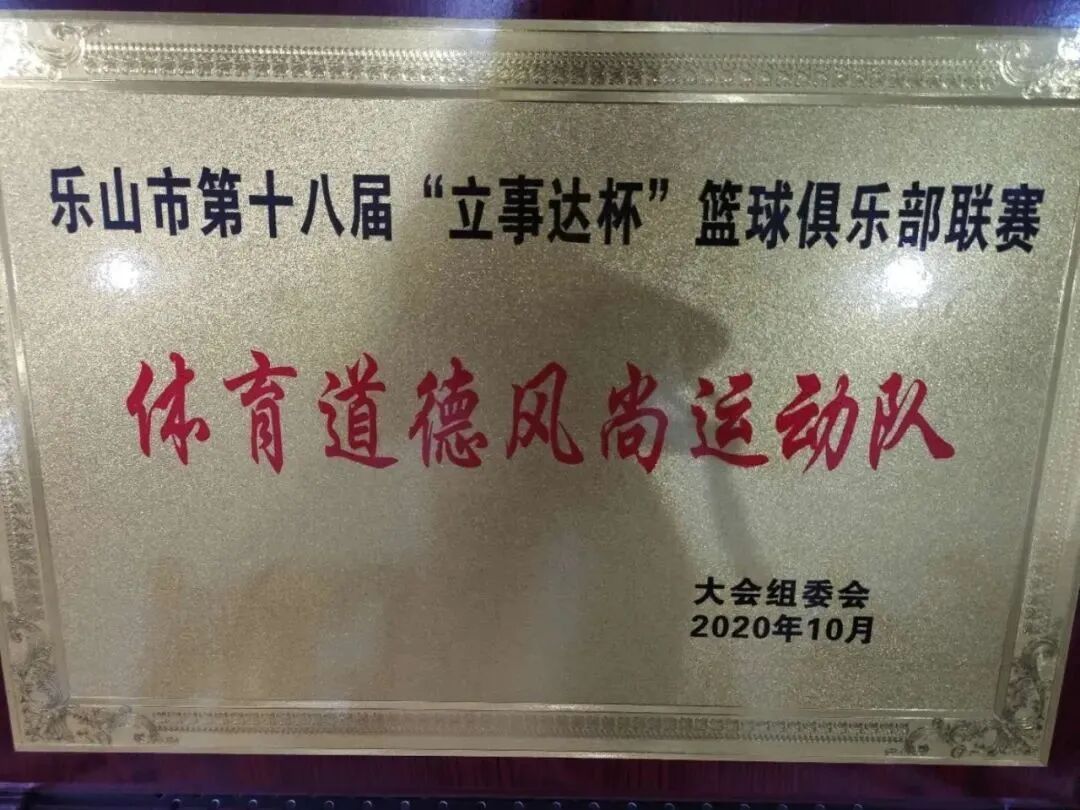 乐山市第十八届“立事达杯”篮球俱乐部联赛
体育道德风尚运动队
大会组委会
2020年10月